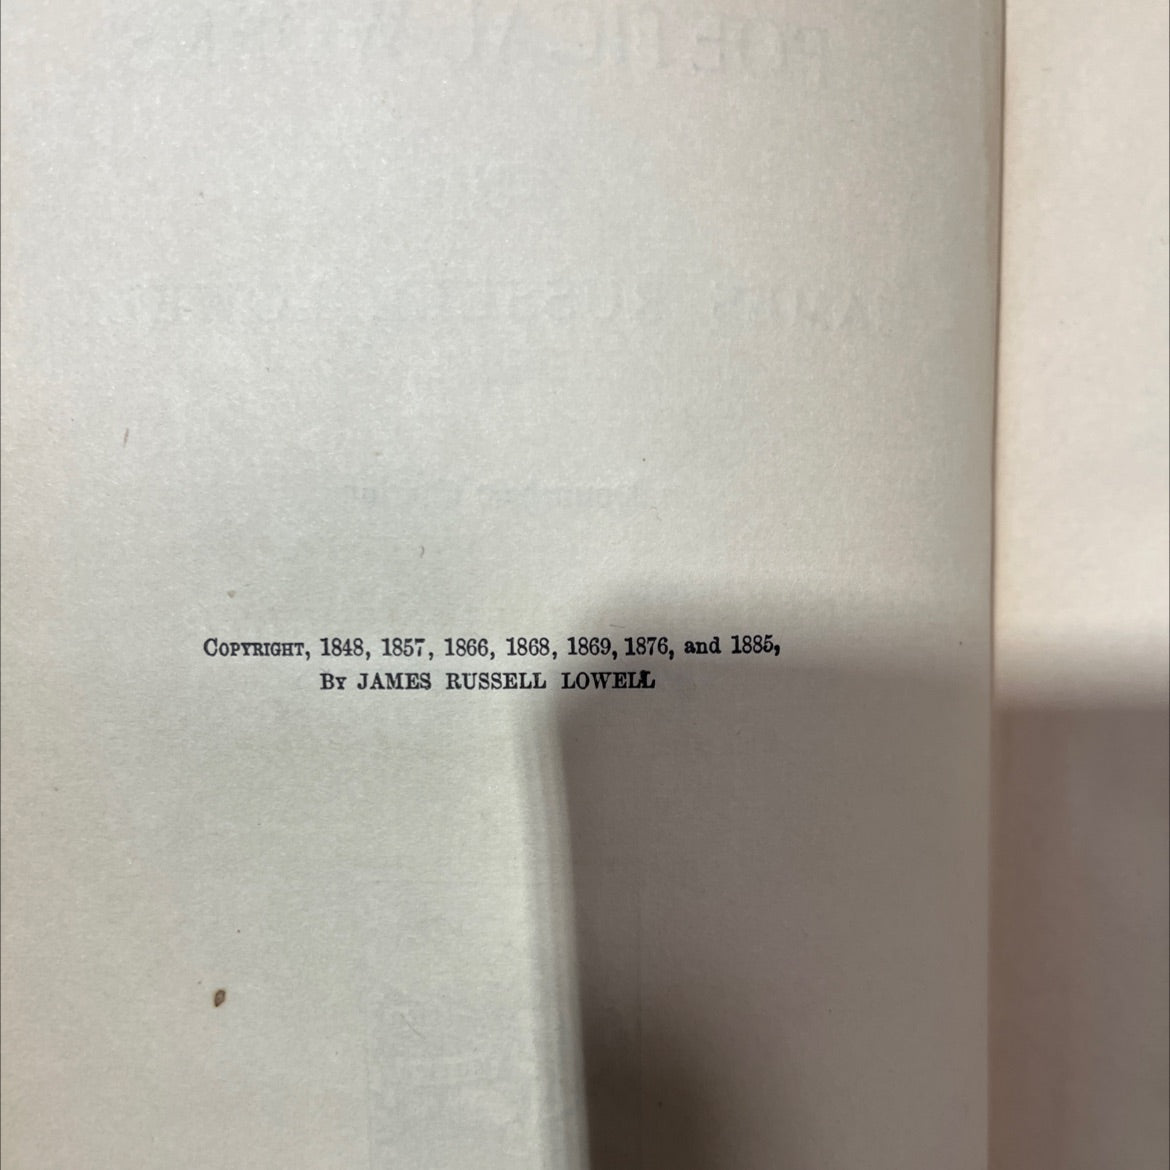 COPYRIGHT, 1848, 1857, 1866, 1868, 1869, 1876, and 1885,
BY JAMES RUSSELL LOWELL